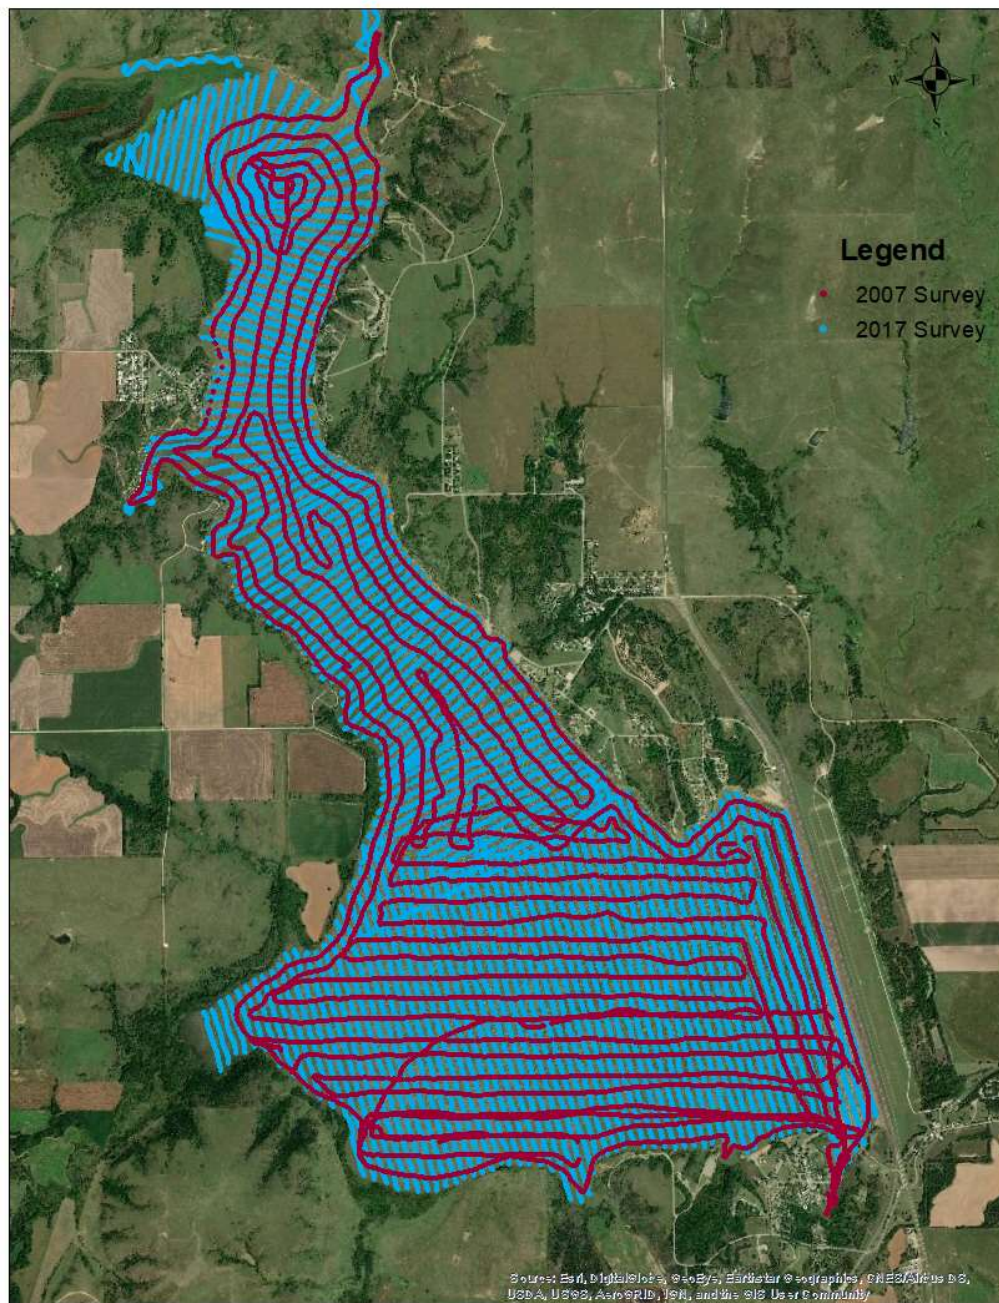 N
W E
S
Legend
2007 Survey
2017 Survey
Source: Esri, DigitalGlobe, GeoEye, Earthstar Geographics, CNES/Airbus DS,
USDA, USGS, AeroGRID, IGN, and the GIS User Community